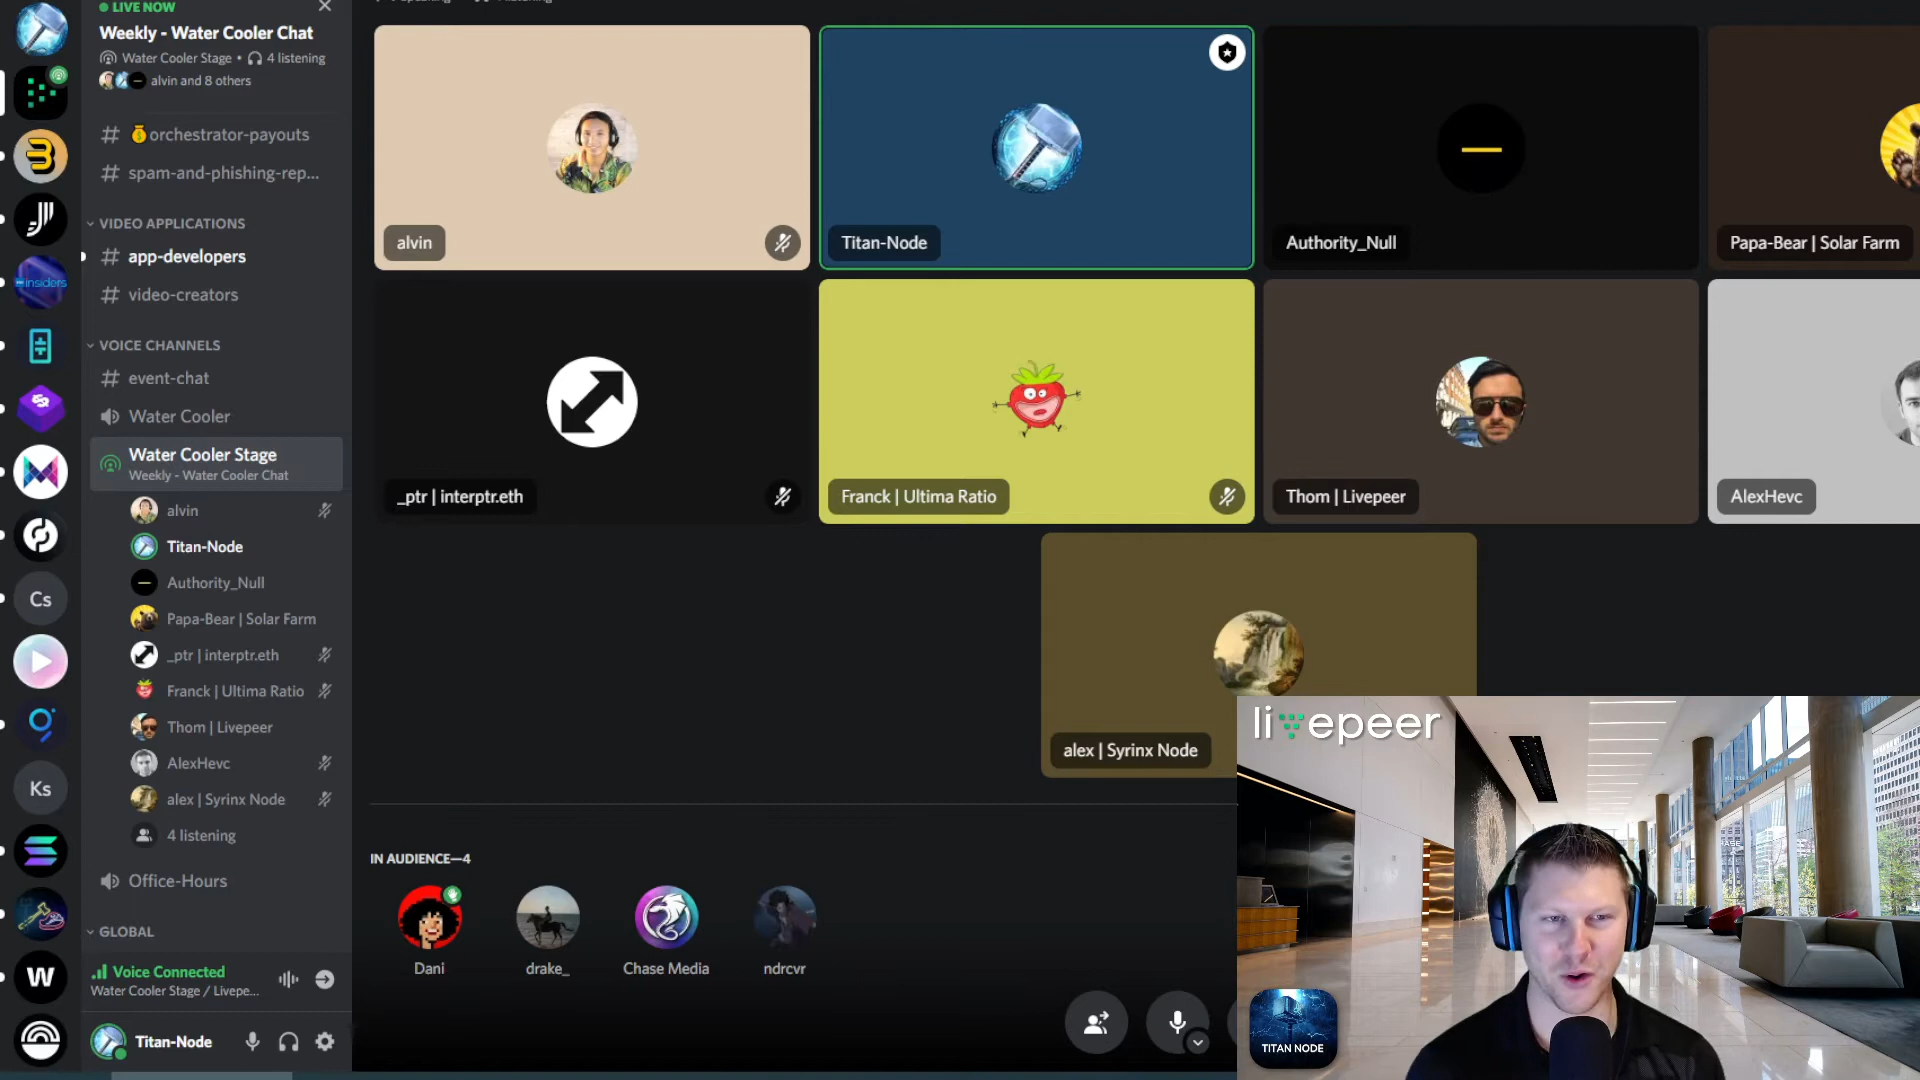 LIVE NOW
Weekly - Water Cooler Chat
Water Cooler Stage • 4 listening
alvin and 8 others
# orchestrator-payouts
# spam-and-phishing-rep...
VIDEO APPLICATIONS
# app-developers
# video-creators
VOICE CHANNELS
# event-chat
Water Cooler
Water Cooler Stage
Weekly - Water Cooler Chat
alvin
Titan-Node
Authority_Null
Papa-Bear | Solar Farm
_ptr | interptr.eth
Franck | Ultima Ratio
Thom | Livepeer
AlexHevc
alex | Syrinx Node
4 listening
Office-Hours
GLOBAL
Voice Connected
Water Cooler Stage / Livepe...
Titan-Node
insiders
Cs
Ks
W
alvin
Titan-Node
Authority_Null
Papa-Bear | Solar Farm
_ptr | interptr.eth
Franck | Ultima Ratio
Thom | Livepeer
AlexHevc
alex | Syrinx Node
IN AUDIENCE—4
Dani
drake_
Chase Media
ndrcvr
livepeer
TITAN NODE